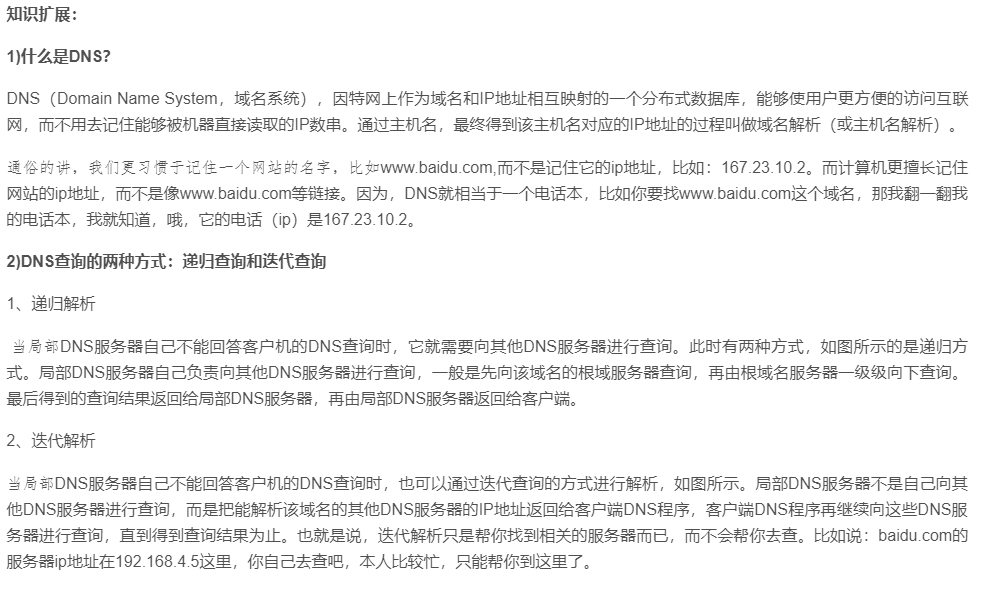 知识扩展：
1)什么是DNS?
DNS（Domain Name System，域名系统），因特网上作为域名和IP地址相互映射的一个分布式数据库，能够使用户更方便的访问互联
网，而不用去记住能够被机器直接读取的IP数串。通过主机名，最终得到该主机名对应的IP地址的过程叫做域名解析（或主机名解析）。
通俗的讲，我们更习惯于记住一个网站的名字，比如www.baidu.com,而不是记住它的ip地址，比如：167.23.10.2。而计算机更擅长记住
网站的ip地址，而不是像www.baidu.com等链接。因为，DNS就相当于一个电话本，比如你要找www.baidu.com这个域名，那我翻一翻我
的电话本，我就知道，哦，它的电话（ip）是167.23.10.2。
2)DNS查询的两种方式：递归查询和迭代查询
1、递归解析
当局部DNS服务器自己不能回答客户机的DNS查询时，它就需要向其他DNS服务器进行查询。此时有两种方式，如图所示的是递归方
式。局部DNS服务器自己负责向其他DNS服务器进行查询，一般是先向该域名的根域服务器查询，再由根域名服务器一级级向下查询。
最后得到的查询结果返回给局部DNS服务器，再由局部DNS服务器返回给客户端。
2、迭代解析
当局部DNS服务器自己不能回答客户机的DNS查询时，也可以通过迭代查询的方式进行解析，如图所示。局部DNS服务器不是自己向其
他DNS服务器进行查询，而是把能解析该域名的其他DNS服务器的IP地址返回给客户端DNS程序，客户端DNS程序再继续向这些DNS服
务器进行查询，直到得到查询结果为止。也就是说，迭代解析只是帮你找到相关的服务器而已，而不会帮你去查。比如说：baidu.com的
服务器ip地址在192.168.4.5这里，你自己去查吧，本人比较忙，只能帮你到这里了。